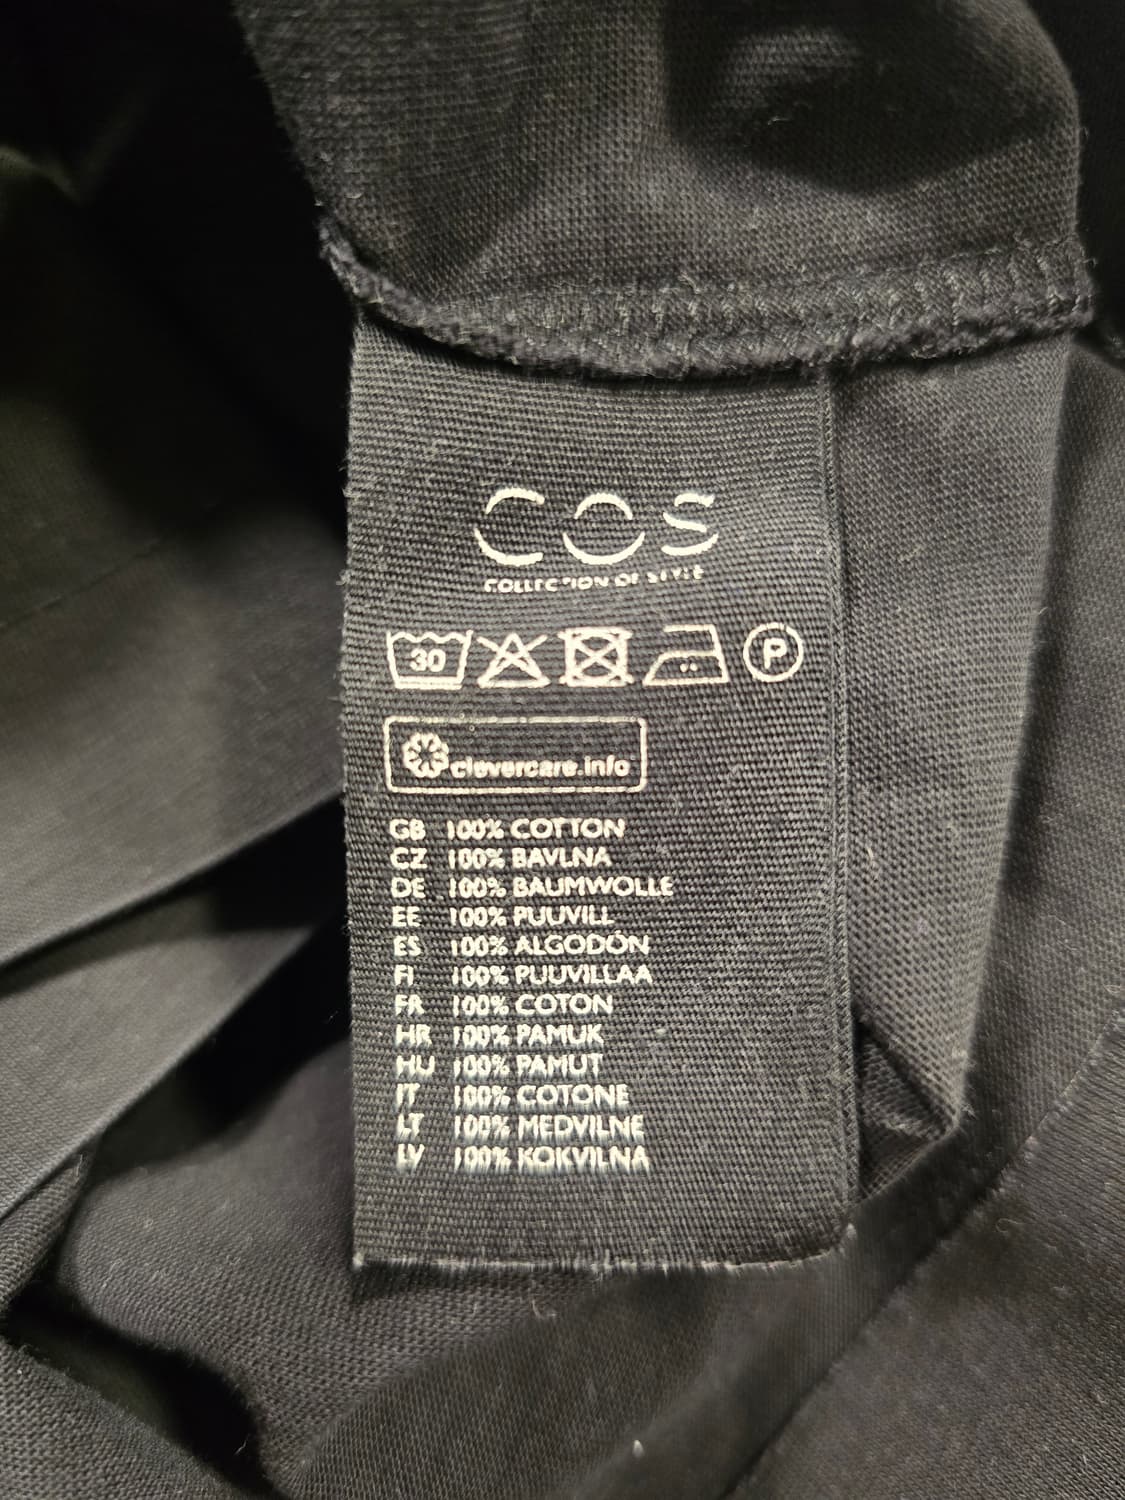 COS
COLLECTION OF STYLE
30 P
clevercare.info
GB 100% COTTON
CZ 100% BAVLNA
DE 100% BAUMWOLLE
EE 100% PUUVILL
ES 100% ALGODÓN
FI 100% PUUVILLAA
FR 100% COTON
HR 100% PAMUK
HU 100% PAMUT
IT 100% COTONE
LT 100% MEDVILNE
LV 100% KOKVILNA